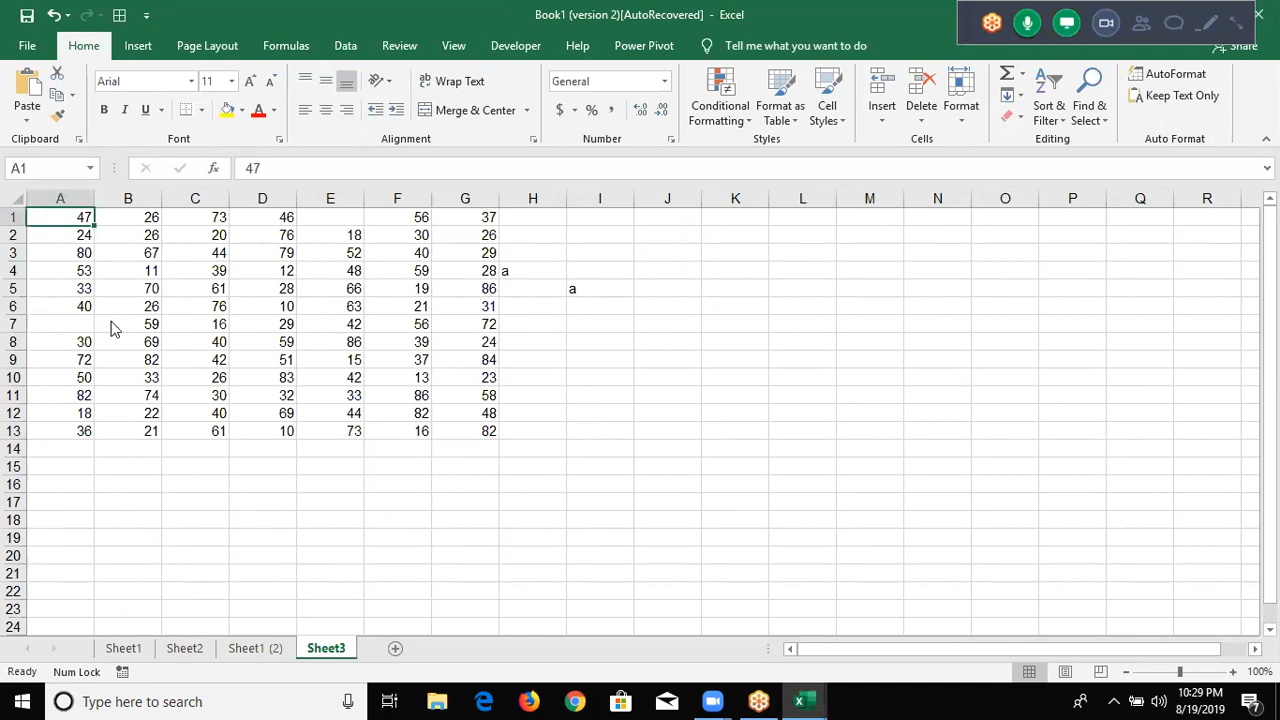 Book1 (version 2)[AutoRecovered] - Excel
File Home Insert Page Layout Formulas Data Review View Developer Help Power Pivot Tell me what you want to do Share
Paste Arial 11 Wrap Text General Conditional Formatting Format as Table Cell Styles Insert Delete Format Sort & Filter Find & Select AutoFormat
B I U Merge & Center $ % Keep Text Only
Clipboard Font Alignment Number Styles Cells Editing Auto Format
A1 fx 47
A B C D E F G H I J K L M N O P Q R
1 47 26 73 46 56 37
2 24 26 20 76 18 30 26
3 80 67 44 79 52 40 29
4 53 11 39 12 48 59 28 a
5 33 70 61 28 66 19 86 a
6 40 26 76 10 63 21 31
7 59 16 29 42 56 72
8 30 69 40 59 86 39 24
9 72 82 42 51 15 37 84
10 50 33 26 83 42 13 23
11 82 74 30 32 33 86 58
12 18 22 40 69 44 82 48
13 36 21 61 10 73 16 82
14
15
16
17
18
19
20
21
22
23
24
Sheet1 Sheet2 Sheet1 (2) Sheet3
Ready Num Lock 100%
Type here to search 10:29 PM
8/19/2019 7